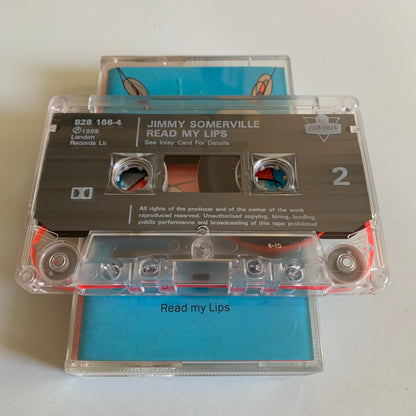 828 166-4
℗ 1989
London
Records Ltd
JIMMY SOMERVILLE
READ MY LIPS
See Inlay Card For Details
LONDON
2
All rights of the producer and of the owner of the work
reproduced reserved. Unauthorised copying, hiring, lending,
public performance and broadcasting of this tape prohibited
Read my Lips